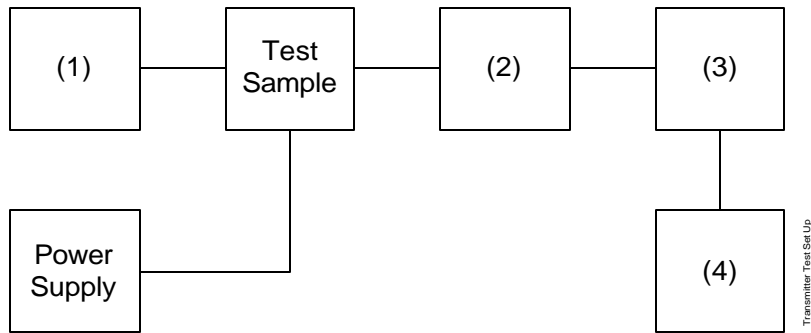 (1)
Test
Sample
(2)
(3)
Power
Supply
(4)
Transmitter Test Set Up